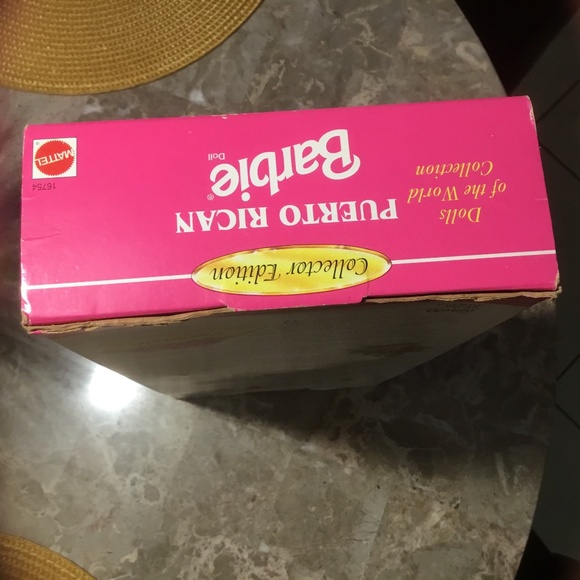 Collector Edition
PUERTO RICAN
Barbie®
Doll
Dolls
of the World
Collection
MATTEL
16754